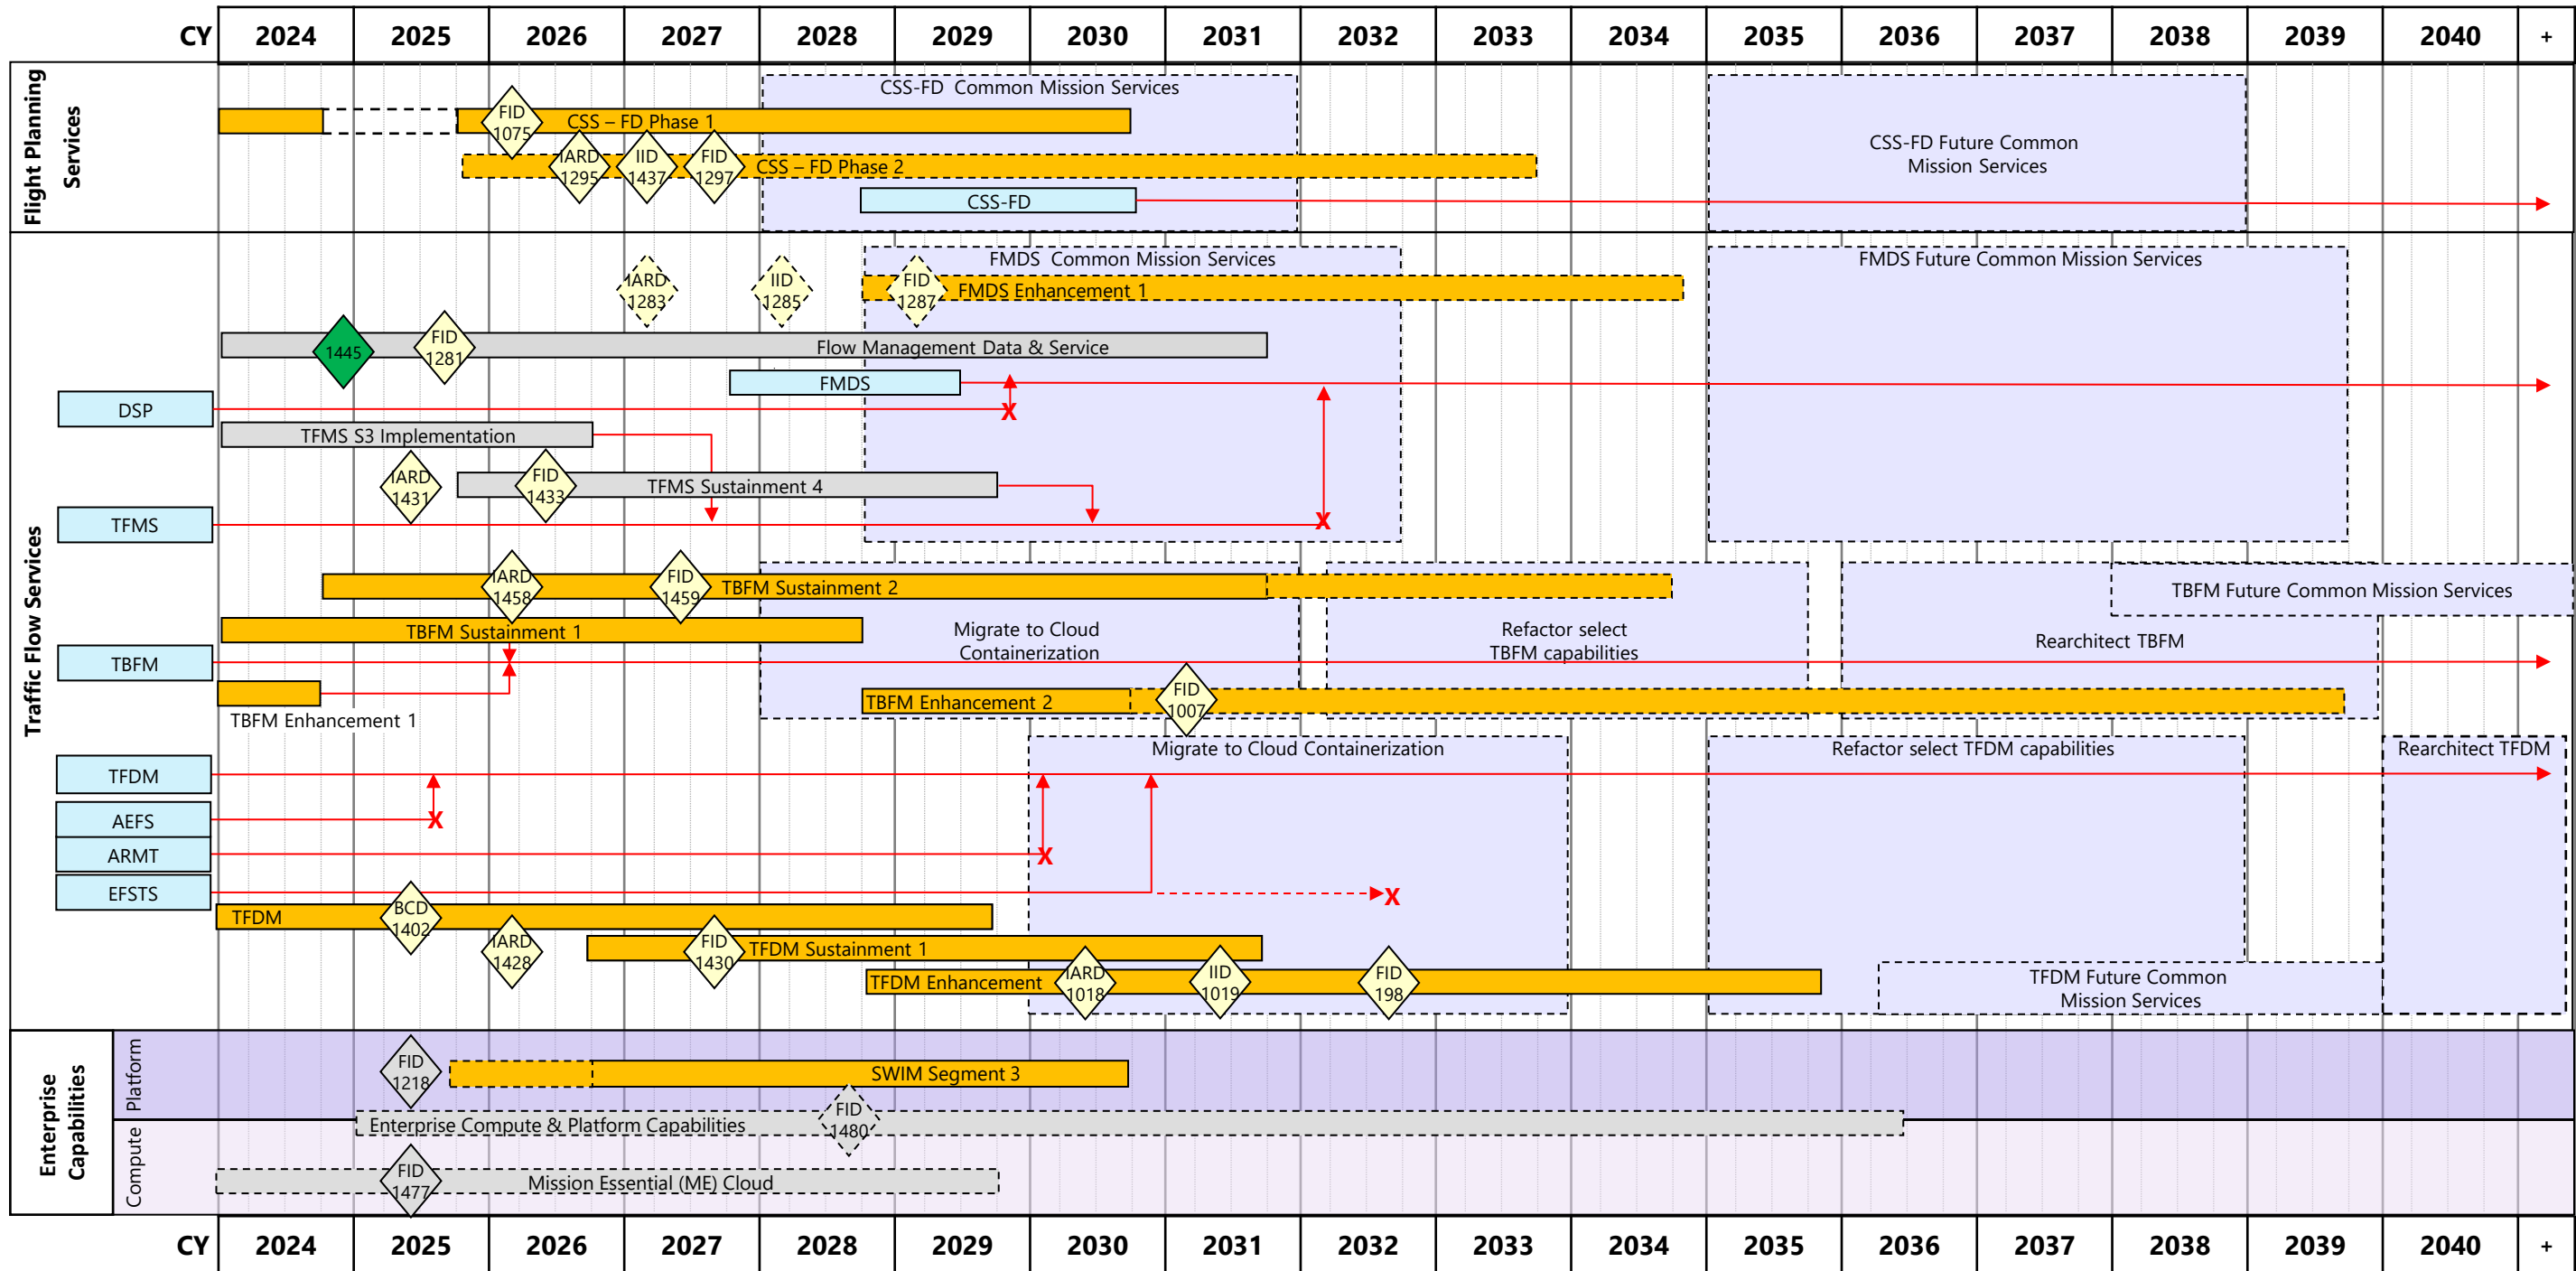 CY 2024 2025 2026 2027 2028 2029 2030 2031 2032 2033 2034 2035 2036 2037 2038 2039 2040 +
Flight Planning
Services
CSS-FD Common Mission Services
FID
1075
CSS – FD Phase 1
IARD
1295
IID
1437
FID
1297
CSS – FD Phase 2
CSS-FD
CSS-FD Future Common
Mission Services
Traffic Flow Services
FMDS Common Mission Services
FMDS Future Common Mission Services
IARD
1283
IID
1285
FID
1287
FMDS Enhancement 1
1445
FID
1281
Flow Management Data & Service
FMDS
DSP
X
TFMS S3 Implementation
IARD
1431
FID
1433
TFMS Sustainment 4
TFMS
X
IARD
1458
FID
1459
TBFM Sustainment 2
TBFM Future Common Mission Services
TBFM Sustainment 1
Migrate to Cloud
Containerization
Refactor select
TBFM capabilities
Rearchitect TBFM
TBFM
TBFM Enhancement 1
TBFM Enhancement 2
FID
1007
Migrate to Cloud Containerization
Refactor select TFDM capabilities
Rearchitect TFDM
TFDM
AEFS
X
ARMT
X
EFSTS
X
TFDM
BCD
1402
IARD
1428
FID
1430
TFDM Sustainment 1
TFDM Enhancement
IARD
1018
IID
1019
FID
198
TFDM Future Common
Mission Services
Enterprise
Capabilities
Platform
FID
1218
SWIM Segment 3
Enterprise Compute & Platform Capabilities
FID
1480
Compute
FID
1477
Mission Essential (ME) Cloud
CY 2024 2025 2026 2027 2028 2029 2030 2031 2032 2033 2034 2035 2036 2037 2038 2039 2040 +